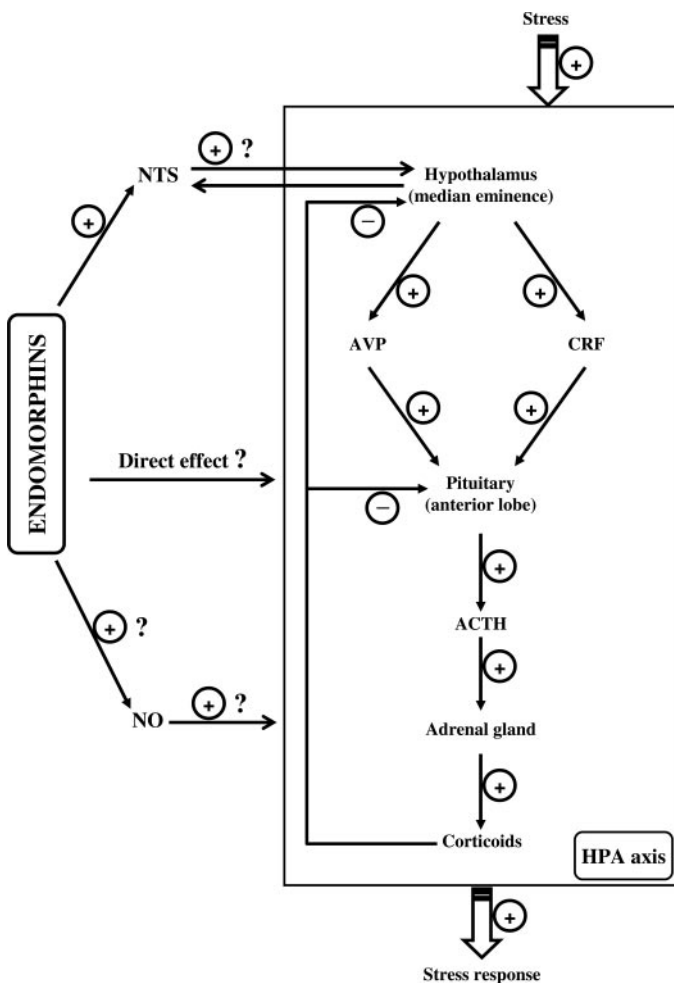 Stress
+
+ ?
NTS
Hypothalamus
(median eminence)
−
+
+
+
AVP
CRF
+
+
ENDOMORPHINS
Direct effect ?
Pituitary
(anterior lobe)
−
+
ACTH
+ ?
+
NO
+ ?
Adrenal gland
+
Corticoids
HPA axis
+
Stress response